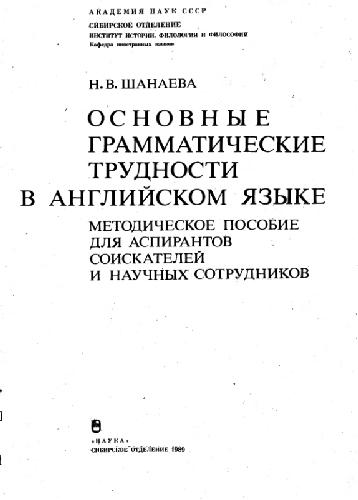 АКАДЕМИЯ НАУК СССР
СИБИРСКОЕ ОТДЕЛЕНИЕ
ИНСТИТУТ ИСТОРИИ, ФИЛОЛОГИИ И ФИЛОСОФИИ
Кафедра иностранных языков
Н. В. ШАНАЕВА
ОСНОВНЫЕ
ГРАММАТИЧЕСКИЕ
ТРУДНОСТИ
В АНГЛИЙСКОМ ЯЗЫКЕ
МЕТОДИЧЕСКОЕ ПОСОБИЕ
ДЛЯ АСПИРАНТОВ
СОИСКАТЕЛЕЙ
И НАУЧНЫХ СОТРУДНИКОВ
«НАУКА»
СИБИРСКОЕ ОТДЕЛЕНИЕ 1989